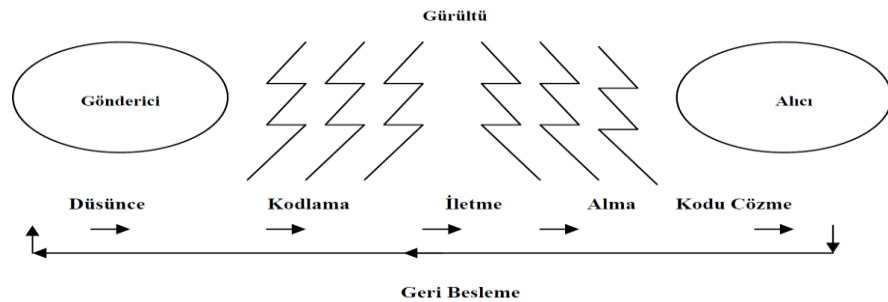 Gürültü
Gönderici
Alıcı
Düsünce Kodlama İletme Alma Kodu Cözme
Geri Besleme